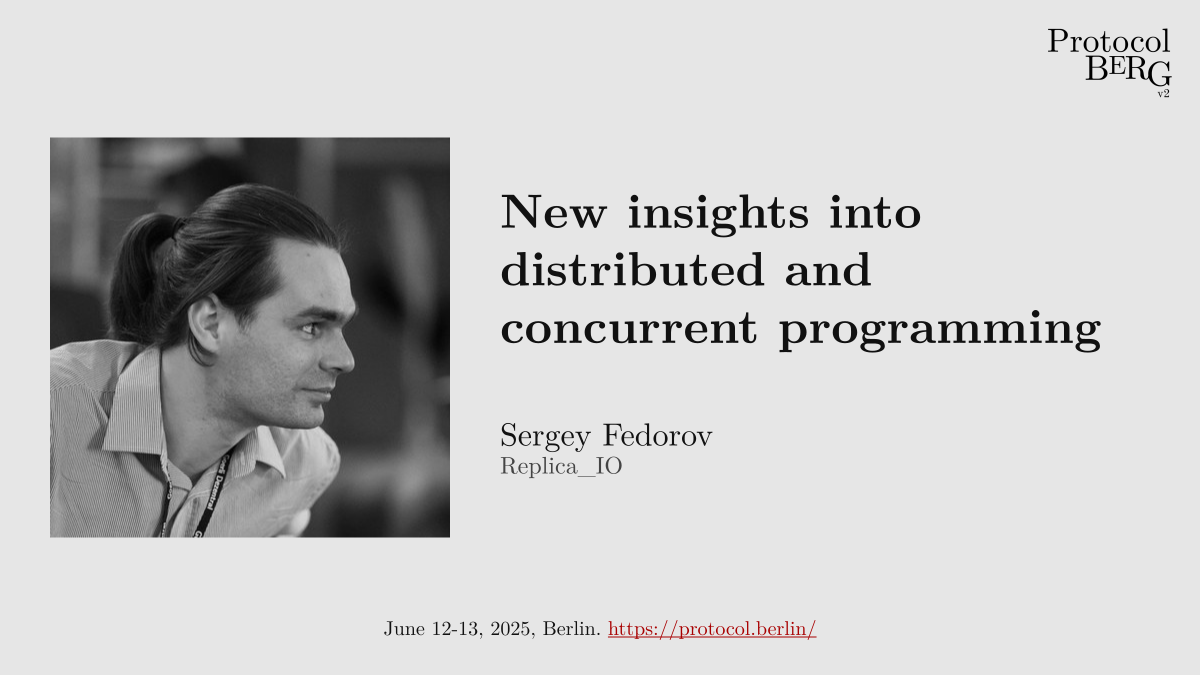 Protocol
BERG
v2
New insights into
distributed and
concurrent programming
Sergey Fedorov
Replica_IO
June 12-13, 2025, Berlin. https://protocol.berlin/